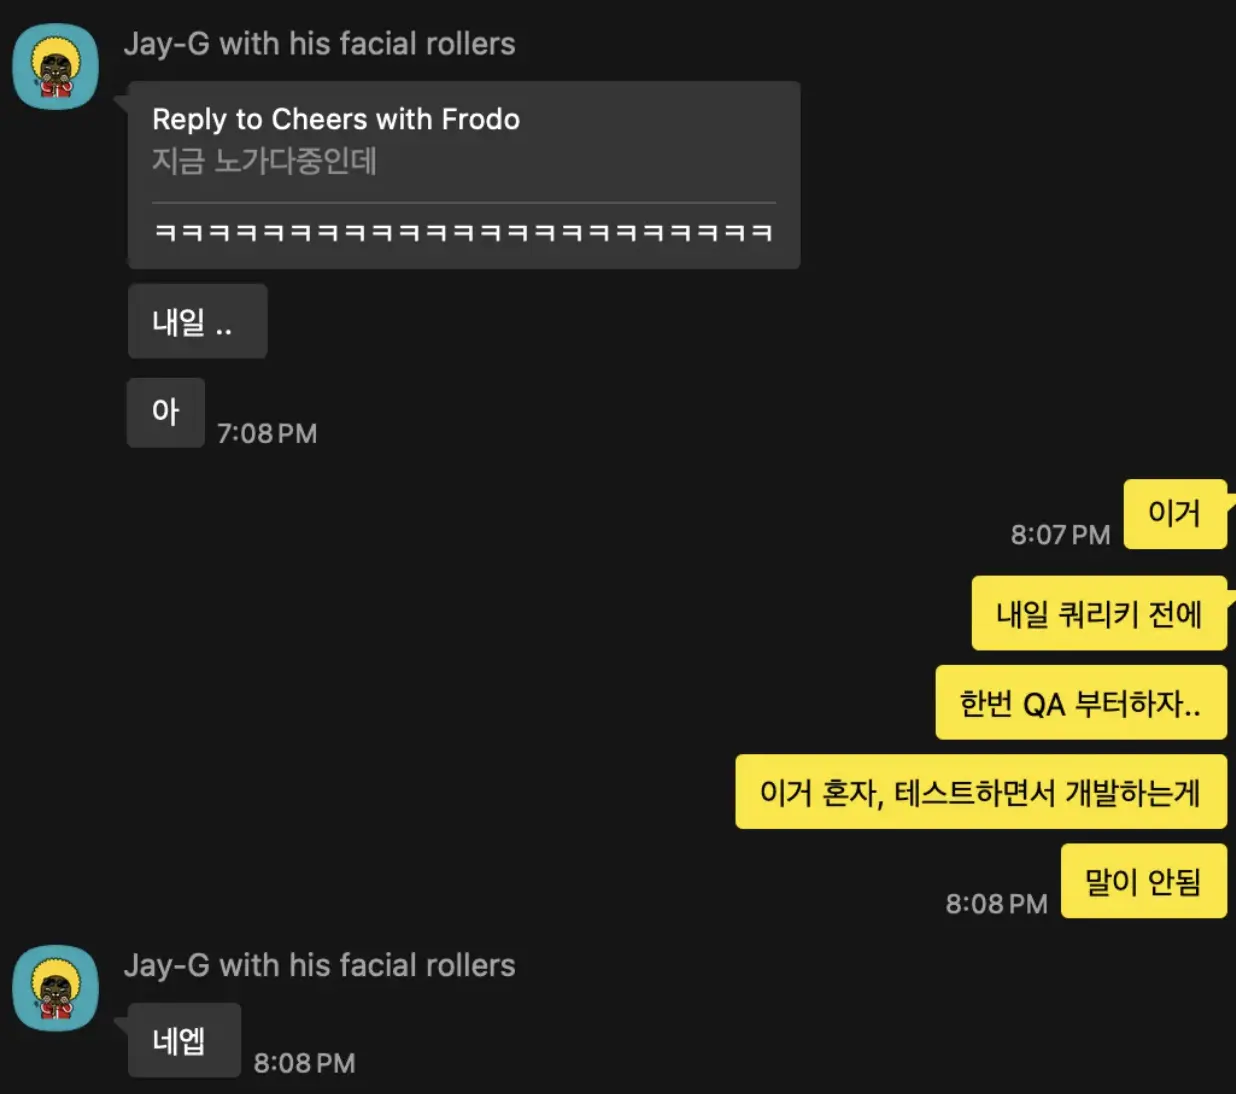 Jay-G with his facial rollers
Reply to Cheers with Frodo
지금 노가다중인데
ㅋㅋㅋㅋㅋㅋㅋㅋㅋㅋㅋㅋㅋㅋㅋㅋㅋㅋㅋㅋㅋㅋㅋ
내일 ..
아
7:08 PM
이거
8:07 PM
내일 쿼리키 전에
한번 QA 부터하자..
이거 혼자, 테스트하면서 개발하는게
말이 안됨
8:08 PM
Jay-G with his facial rollers
네엡
8:08 PM